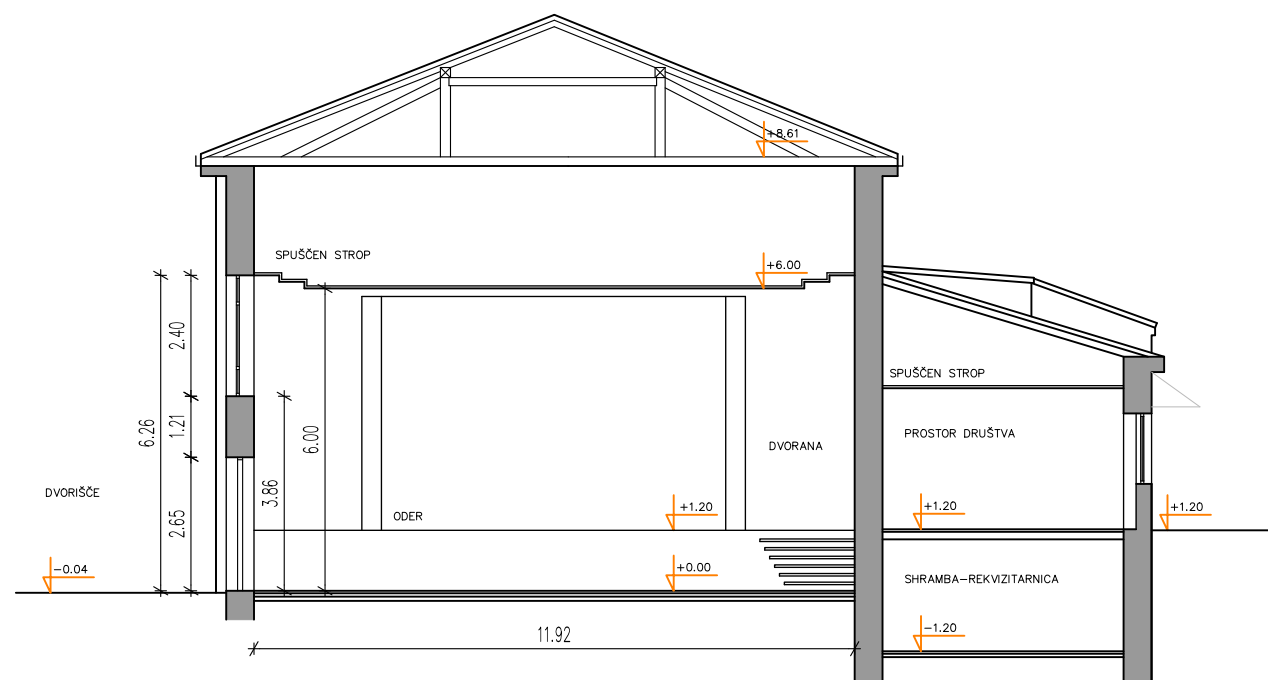 +8.61
SPUŠČEN STROP
+6.00
2.40
SPUŠČEN STROP
6.26
1.21
6.00
PROSTOR DRUŠTVA
DVORANA
3.86
DVORIŠČE
2.65
ODER
+1.20
+1.20
+1.20
-0.04
+0.00
SHRAMBA-REKVIZITARNICA
11.92
-1.20